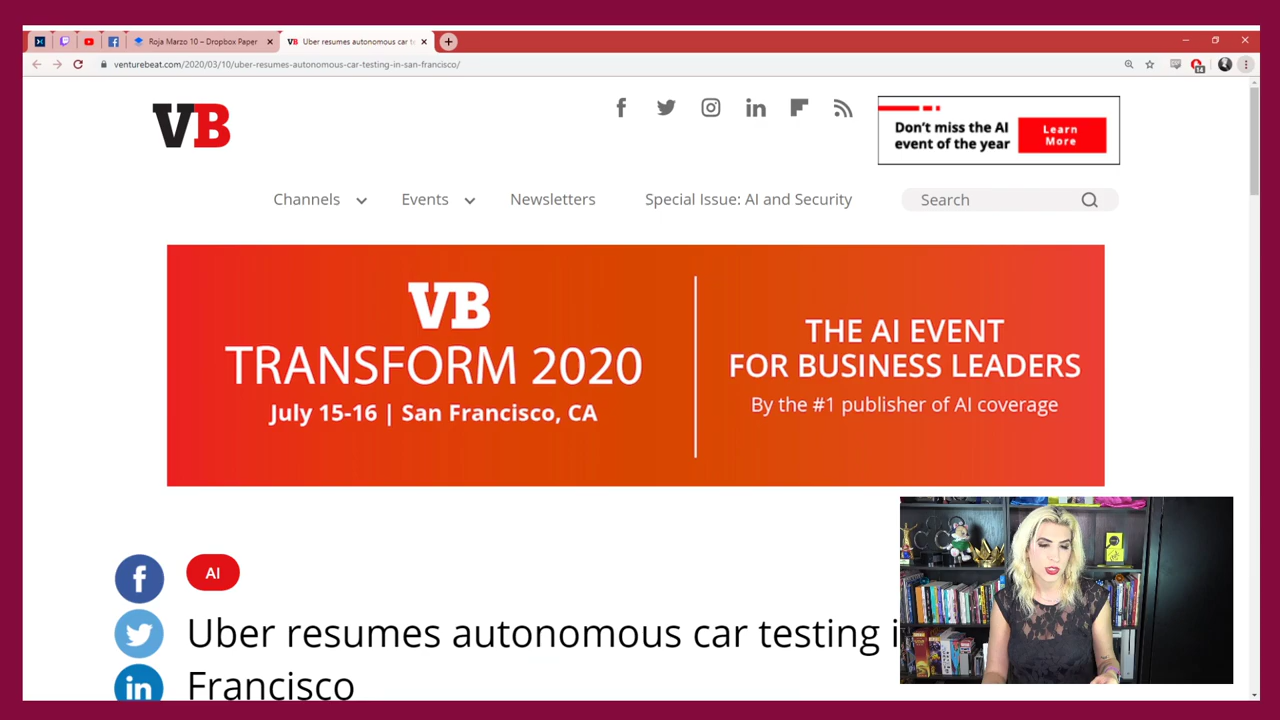 Roja Marzo 10 – Dropbox Paper
VB Uber resumes autonomous car te
venturebeat.com/2020/03/10/uber-resumes-autonomous-car-testing-in-san-francisco/
VB
Don't miss the AI
event of the year
Learn
More
Channels
Events
Newsletters
Special Issue: AI and Security
Search
VB
TRANSFORM 2020
July 15-16 | San Francisco, CA
THE AI EVENT
FOR BUSINESS LEADERS
By the #1 publisher of AI coverage
AI
Uber resumes autonomous car testing i
Francisco